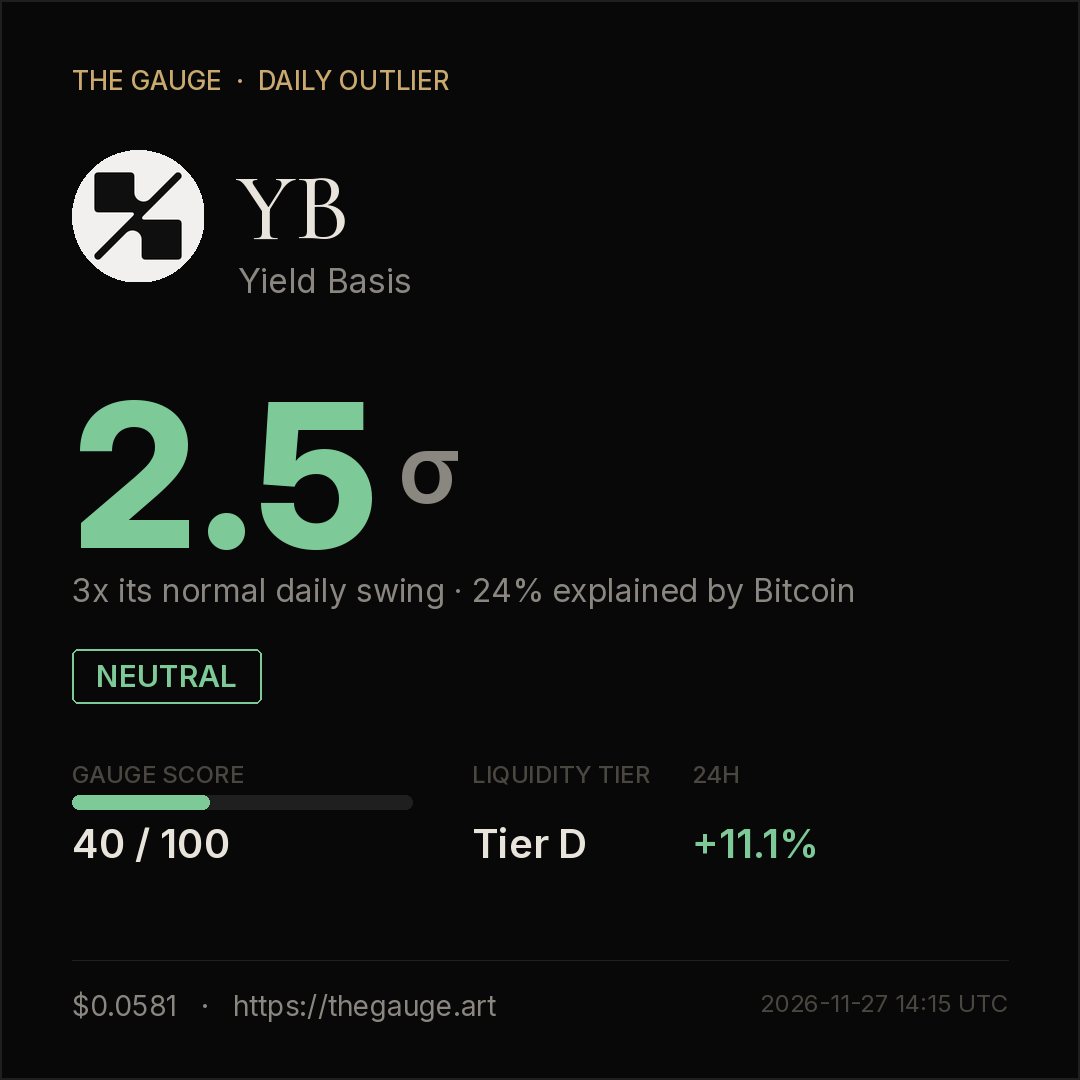 THE GAUGE · DAILY OUTLIER
YB
Yield Basis
2.5 σ
3x its normal daily swing · 24% explained by Bitcoin
NEUTRAL
GAUGE SCORE LIQUIDITY TIER 24H
40 / 100 Tier D +11.1%
$0.0581 · https://thegauge.art 2026-11-27 14:15 UTC